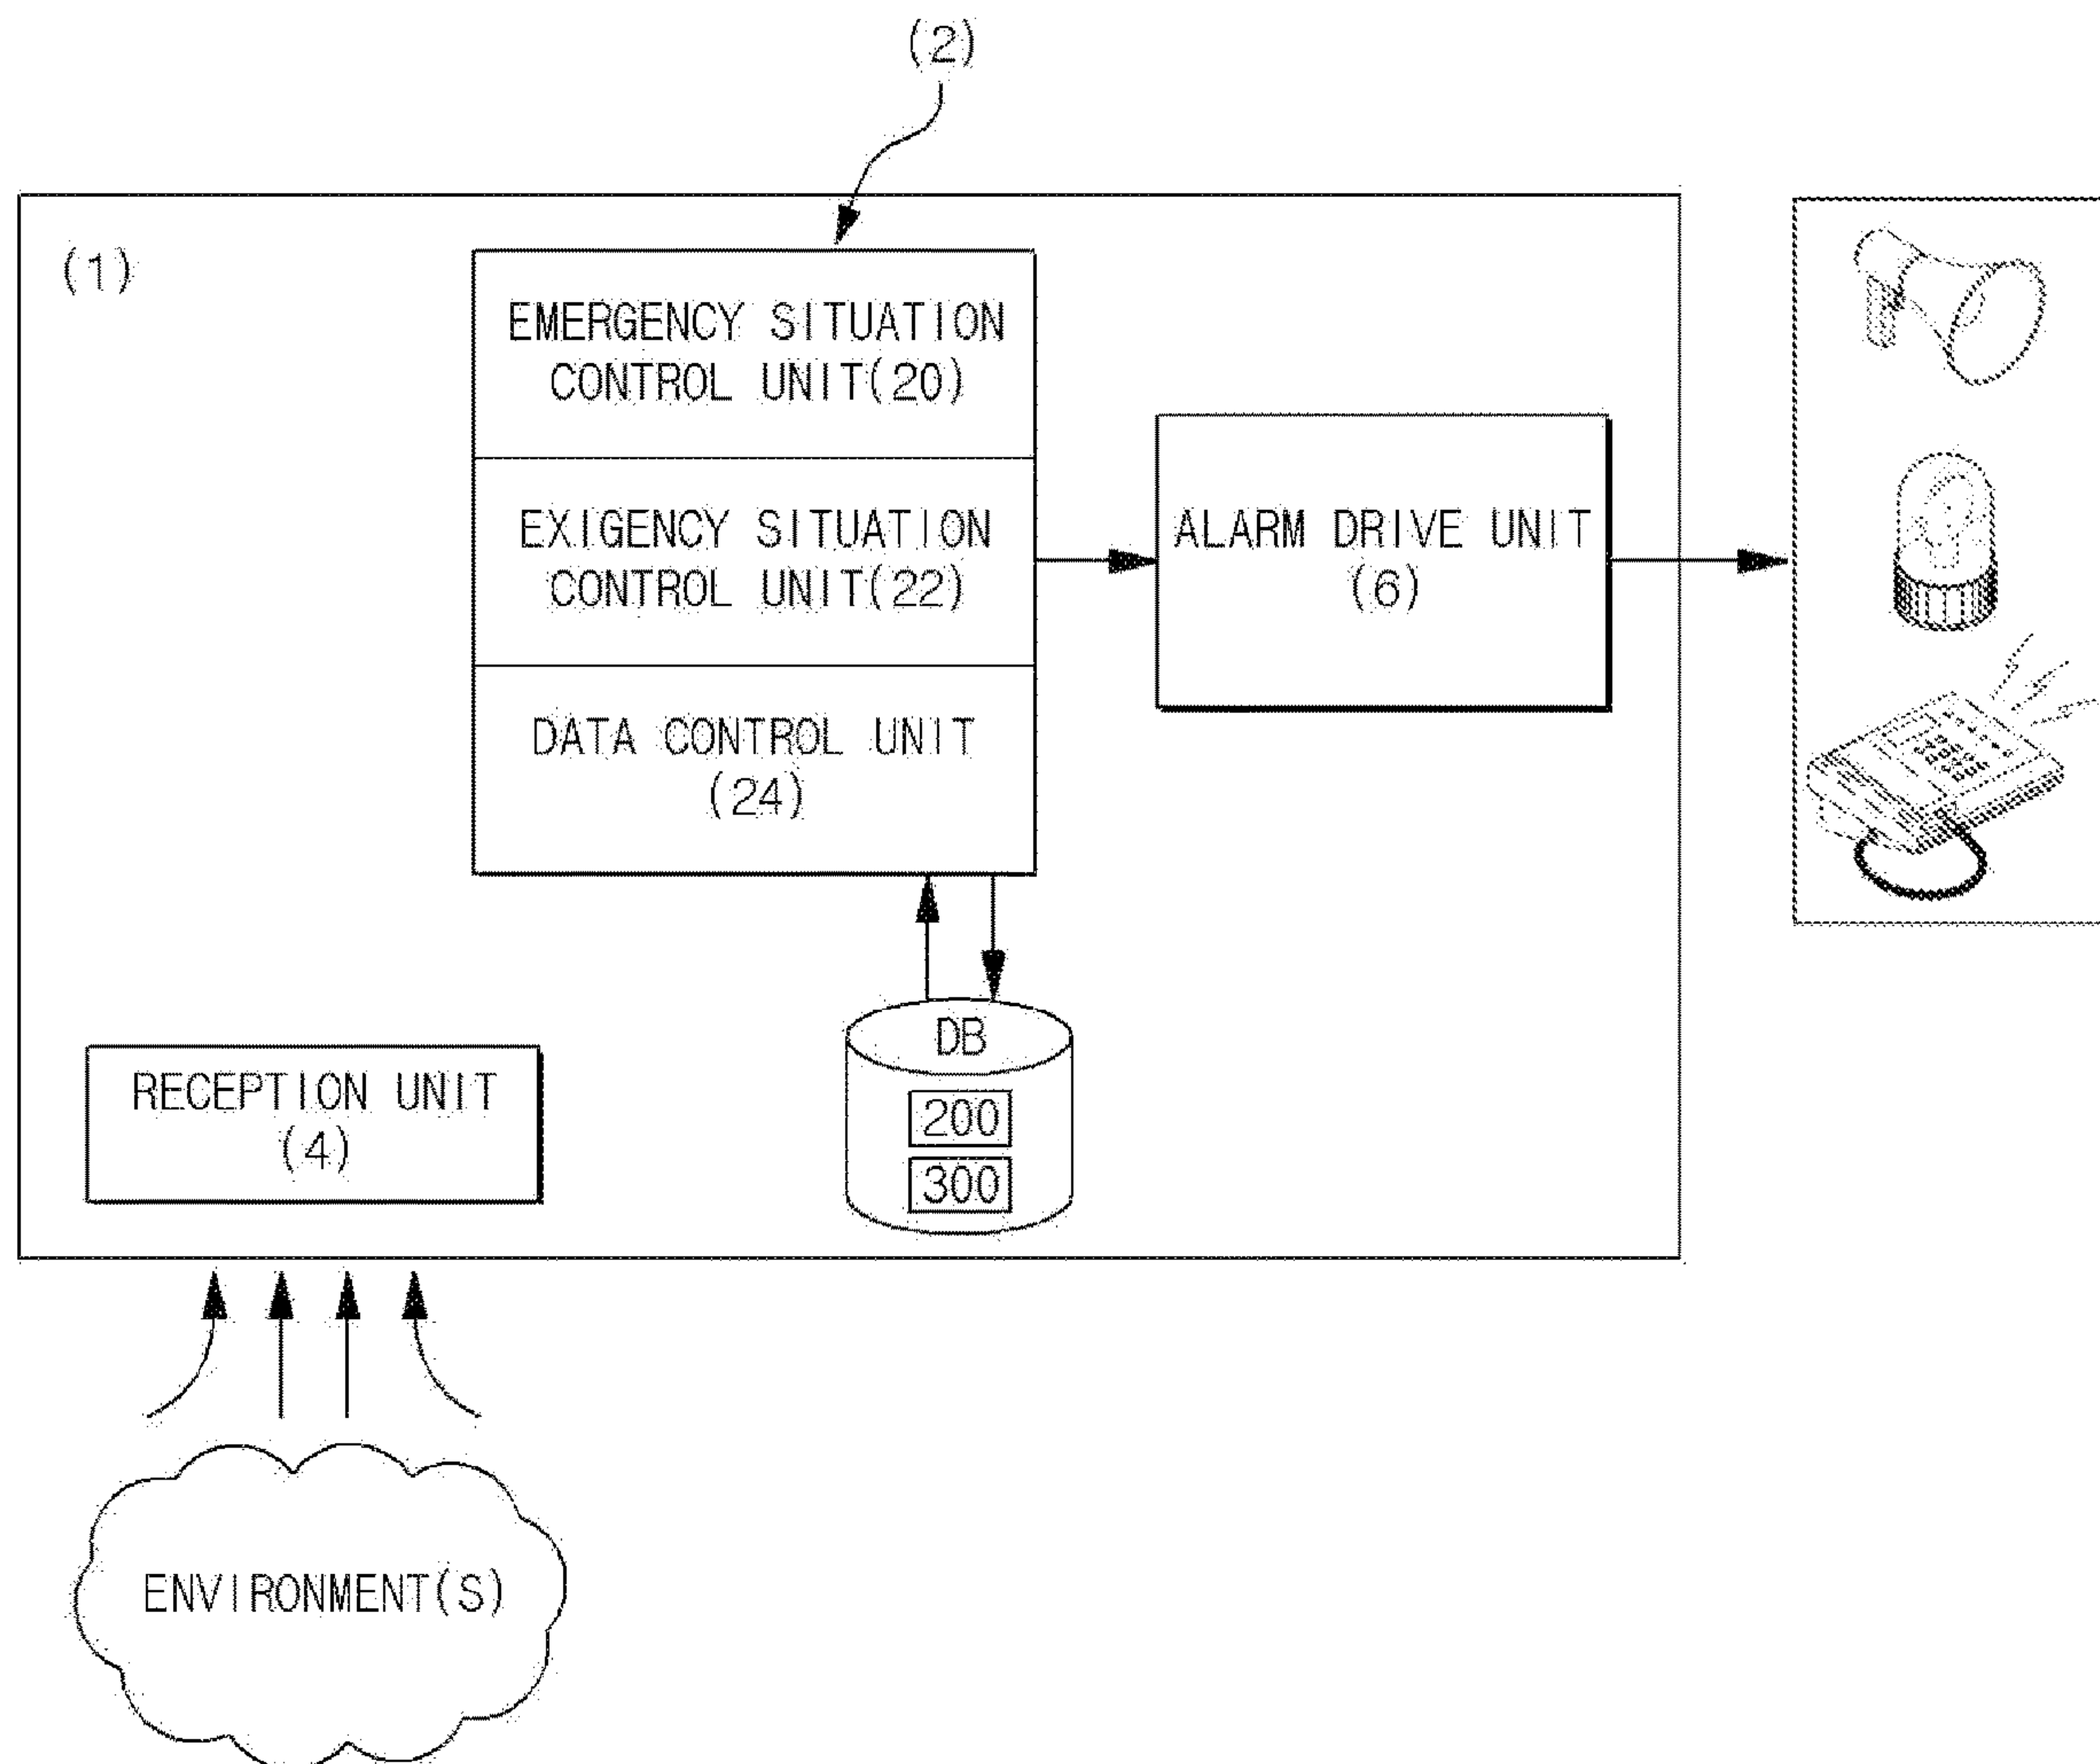 (2)
(1)
EMERGENCY SITUATION
CONTROL UNIT(20)
EXIGENCY SITUATION
CONTROL UNIT(22)
DATA CONTROL UNIT
(24)
ALARM DRIVE UNIT
(6)
DB
200
300
RECEPTION UNIT
(4)
ENVIRONMENT(S)